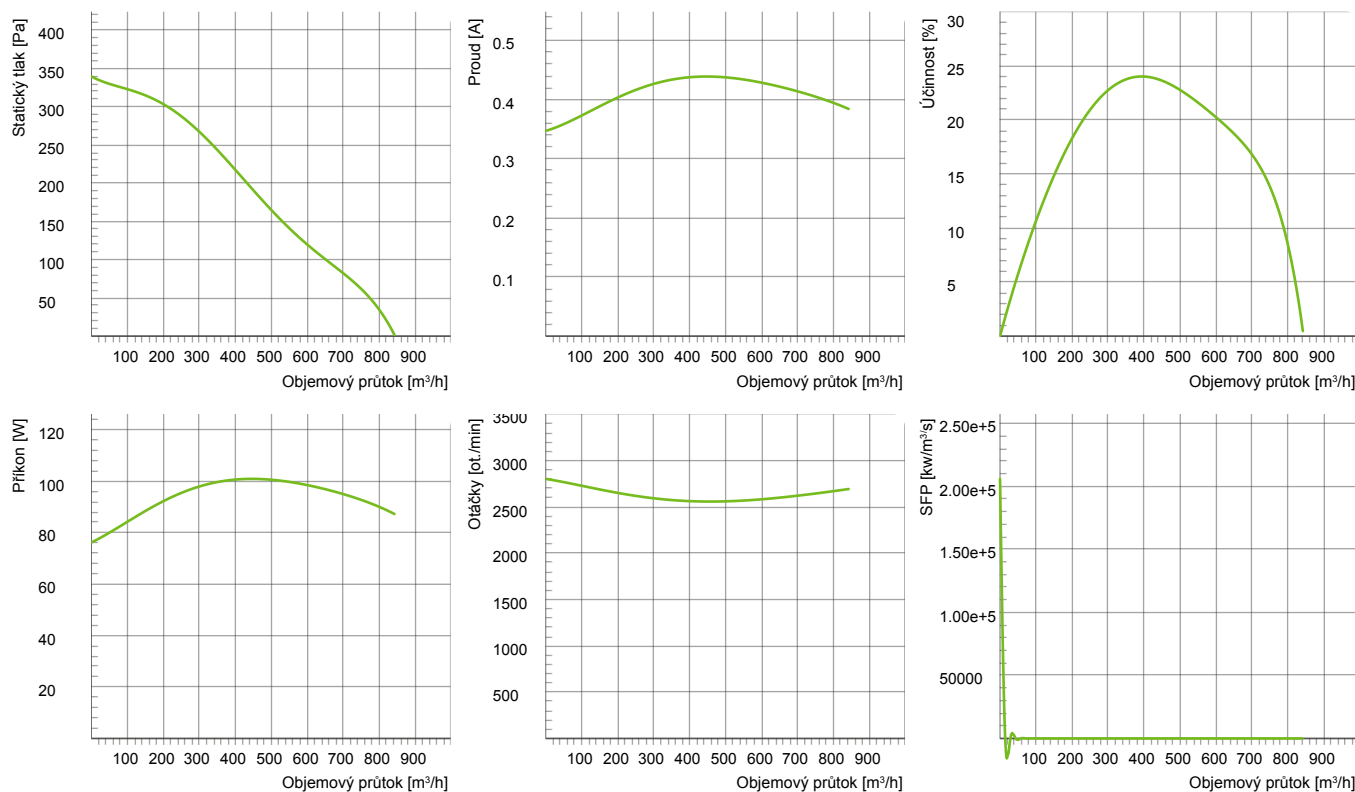 Statický tlak [Pa]
400
350
300
250
200
150
100
50
100 200 300 400 500 600 700 800 900
Objemový průtok [m³/h]
Proud [A]
0.5
0.4
0.3
0.2
0.1
100 200 300 400 500 600 700 800 900
Objemový průtok [m³/h]
Účinnost [%]
30
25
20
15
10
5
100 200 300 400 500 600 700 800 900
Objemový průtok [m³/h]
Příkon [W]
120
100
80
60
40
20
100 200 300 400 500 600 700 800 900
Objemový průtok [m³/h]
Otáčky [ot./min]
3500
3000
2500
2000
1500
1000
500
100 200 300 400 500 600 700 800 900
Objemový průtok [m³/h]
SFP [kw/m³/s]
2.50e+5
2.00e+5
1.50e+5
1.00e+5
50000
100 200 300 400 500 600 700 800 900
Objemový průtok [m³/h]